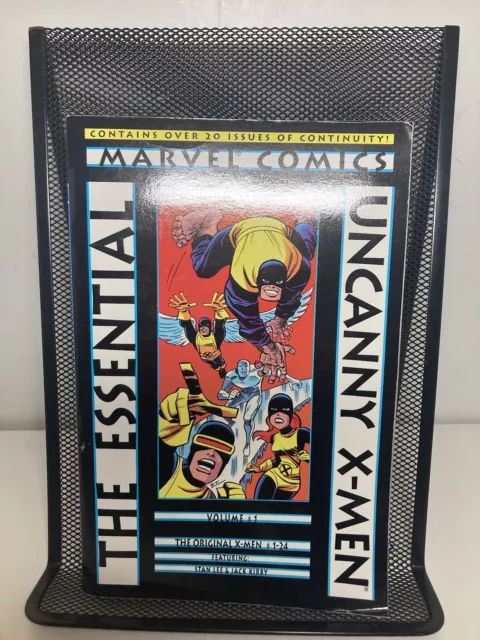 CONTAINS OVER 20 ISSUES OF CONTINUITY!
MARVEL COMICS
THE ESSENTIAL
UNCANNY X-MEN®
VOLUME #1
THE ORIGINAL X-MEN #1-24
FEATURING:
STAN LEE & JACK KIRBY